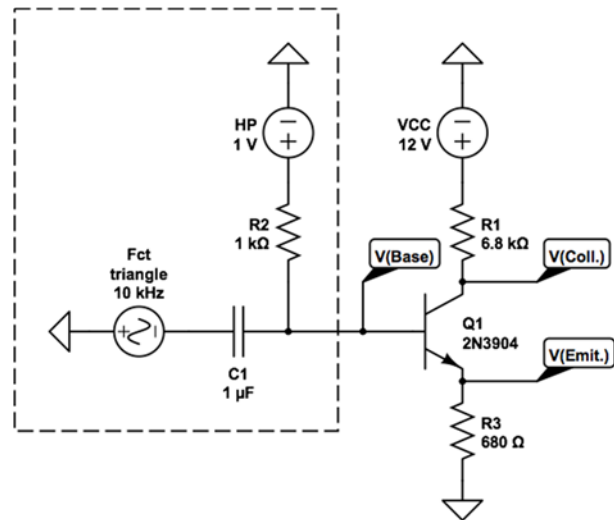 HP
1 V
VCC
12 V
R2
1 kΩ
R1
6.8 kΩ
V(Base)
V(Coll.)
Fct
triangle
10 kHz
Q1
2N3904
V(Emit.)
C1
1 µF
R3
680 Ω